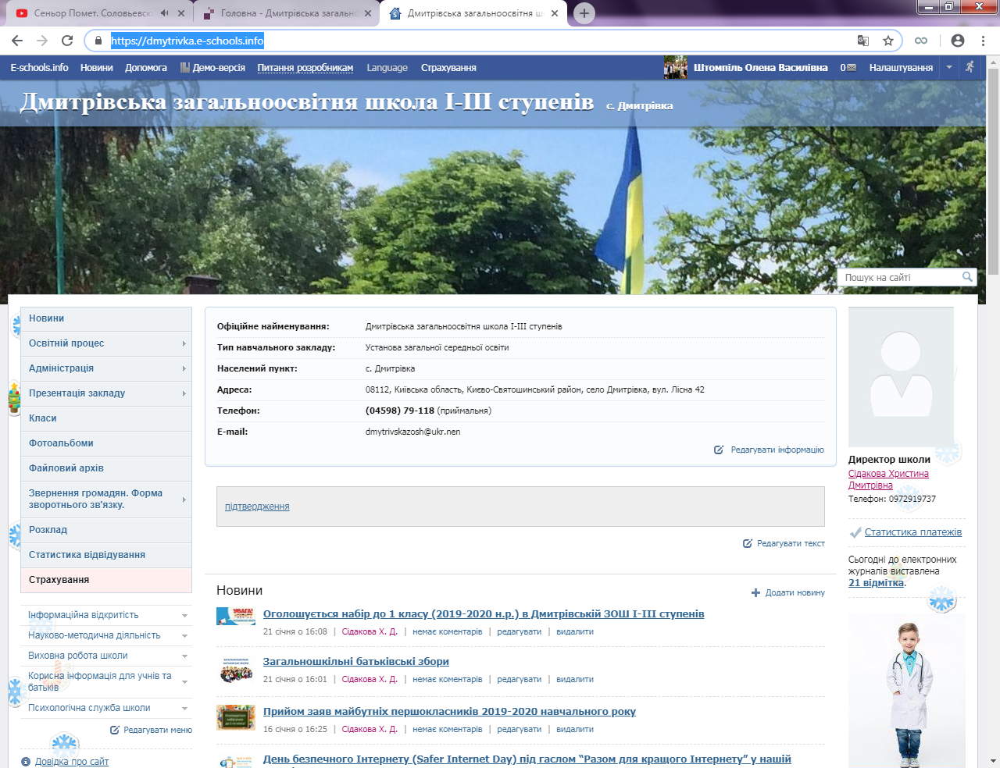 Сеньор Помет. Соловьевск
Головна - Дмитрівська загально
Дмитрівська загальноосвітня ш
https://dmytrivka.e-schools.info
E-schools.info Новини Допомога Демо-версія Питання розробникам Language Страхування Штомпіль Олена Василівна 0 Налаштування
Дмитрівська загальноосвітня школа І-ІІІ ступенів с. Дмитрівка
Пошук на сайті
Новини
Освітній процес
Адміністрація
Презентація закладу
Класи
Фотоальбоми
Файловий архів
Звернення громадян. Форма
зворотнього зв'язку.
Розклад
Статистика відвідування
Страхування
Інформаційна відкритість
Науково-методична діяльність
Виховна робота школи
Корисна інформація для учнів та
батьків
Психологічна служба школи
Редагувати меню
Довідка про сайт
Офіційне найменування: Дмитрівська загальноосвітня школа І-ІІІ ступенів
Тип навчального закладу: Установа загальної середньої освіти
Населений пункт: с. Дмитрівка
Адреса: 08112, Київська область, Києво-Святошинський район, село Дмитрівка, вул. Лісна 42
Телефон: (04598) 79-118 (приймальня)
E-mail: dmytrivskazosh@ukr.nen
Редагувати інформацію
підтвердження
Редагувати текст
Новини
Додати новину
УВАГА!
Оголошується набір до 1 класу (2019-2020 н.р.) в Дмитрівській ЗОШ І-ІІІ ступенів
21 січня о 16:08 | Сідакова Х. Д. | немає коментарів | редагувати | видалити
Загальношкільні батьківські збори
21 січня о 16:01 | Сідакова Х. Д. | немає коментарів | редагувати | видалити
Прийом заяв майбутніх першокласників 2019-2020 навчального року
16 січня о 16:25 | Сідакова Х. Д. | немає коментарів | редагувати | видалити
День безпечного Інтернету (Safer Internet Day) під гаслом “Разом для кращого Інтернету” у нашій
Директор школи
Сідакова Христина
Дмитрівна
Телефон: 0972919737
Статистика платежів
Сьогодні до електронних
журналів виставлена
21 відмітка.